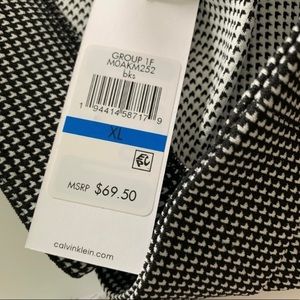 GROUP 1F
M0AKM252
bks
1 94414 58717 9
XL
MSRP $69.50
calvinklein.com